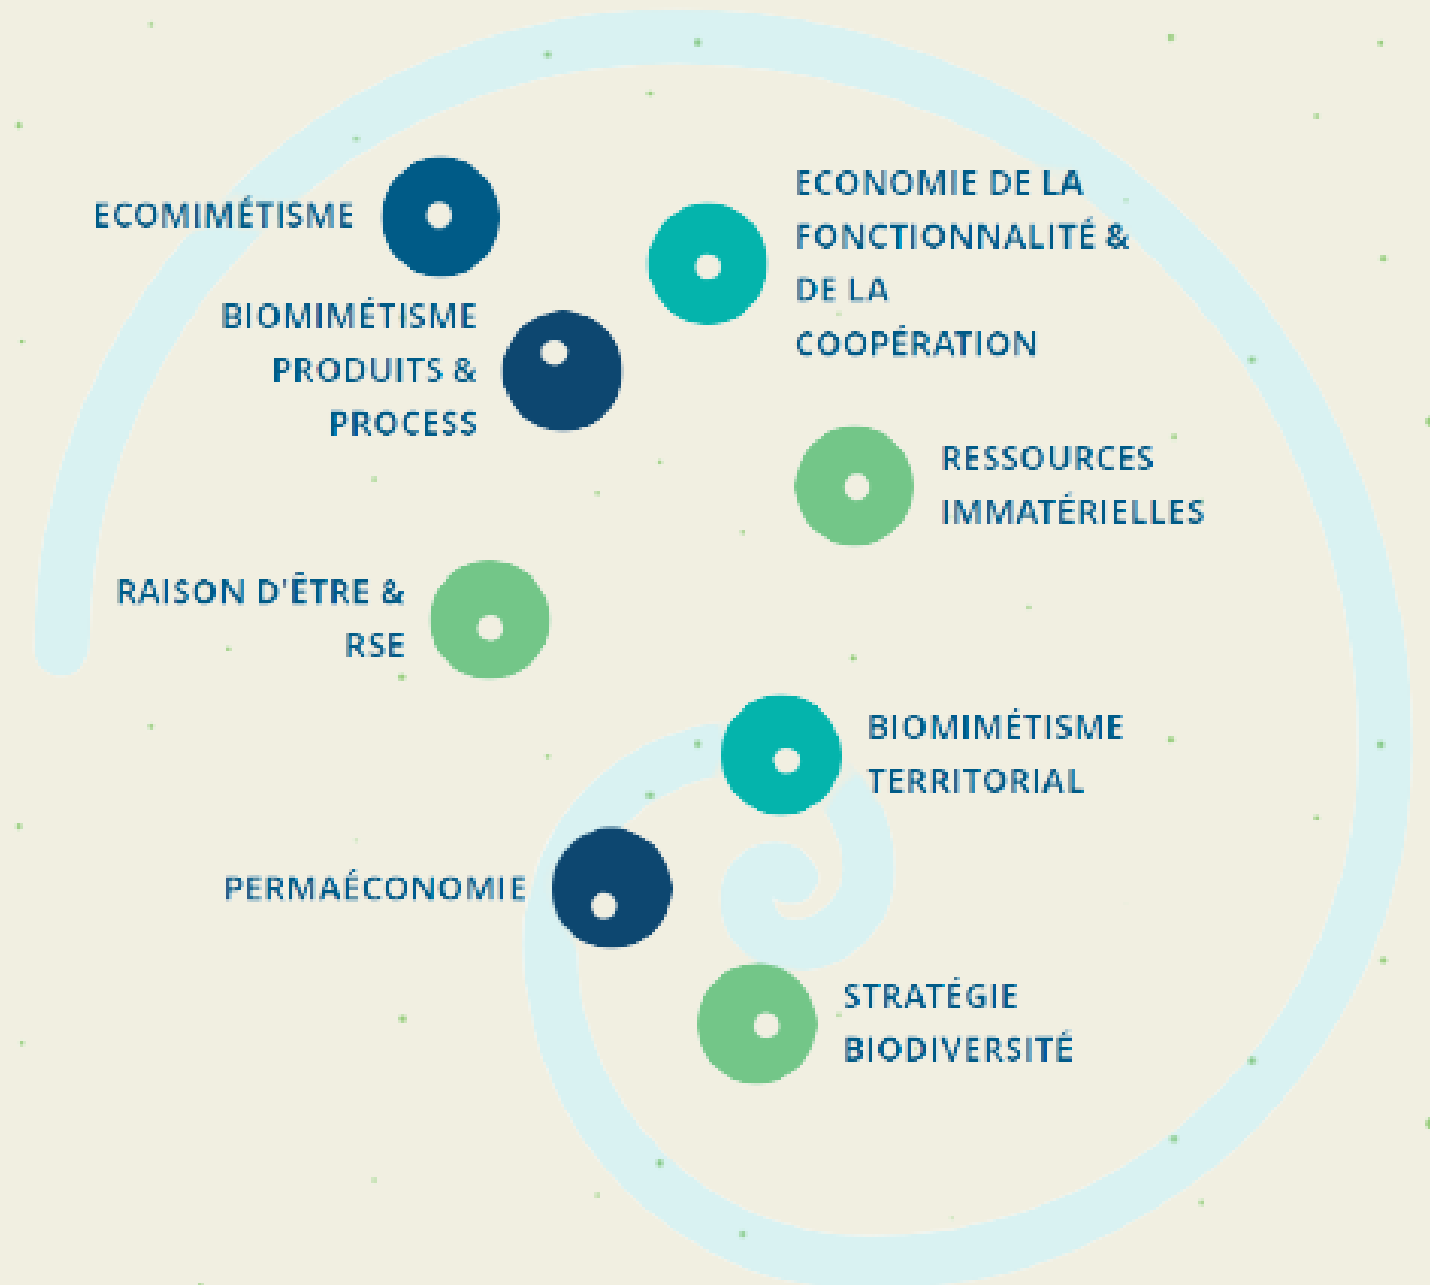 ECOMIMÉTISME
BIOMIMÉTISME
PRODUITS &
PROCESS
ECONOMIE DE LA
FONCTIONNALITÉ &
DE LA
COOPÉRATION
RESSOURCES
IMMATÉRIELLES
RAISON D'ÊTRE &
RSE
BIOMIMÉTISME
TERRITORIAL
PERMAÉCONOMIE
STRATÉGIE
BIODIVERSITÉ